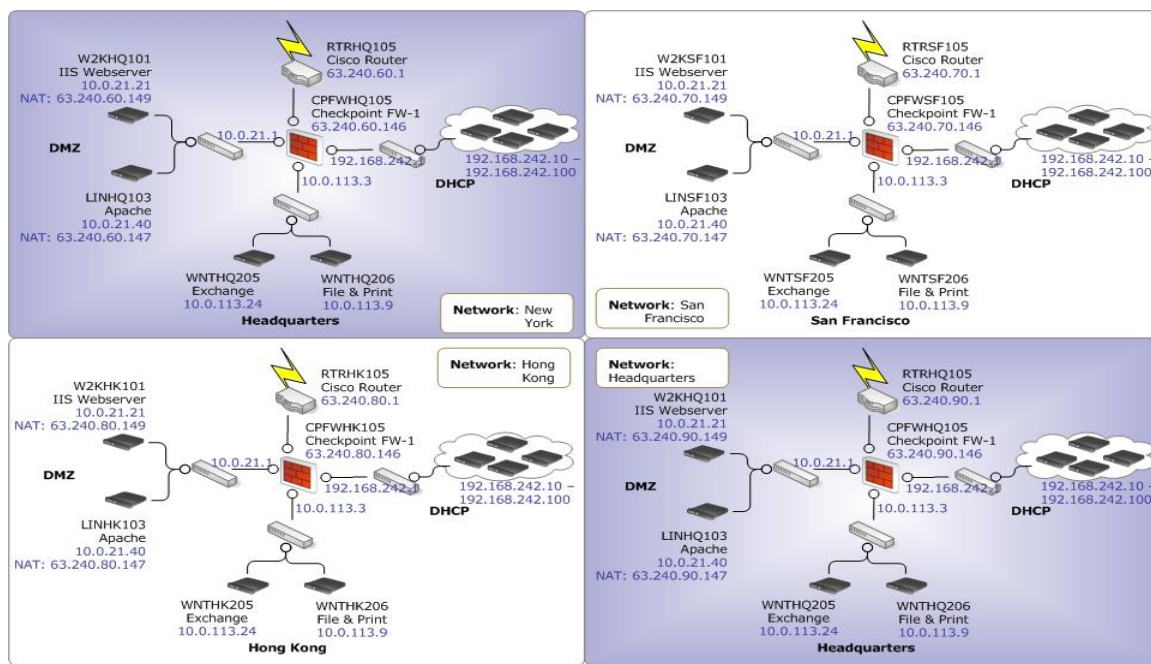 RTRHQ105
Cisco Router
63.240.60.1
W2KHQ101
IIS Webserver
10.0.21.21
NAT: 63.240.60.149
CPFWHQ105
Checkpoint FW-1
63.240.60.146
DMZ
10.0.21.1
192.168.242.1
192.168.242.10 –
192.168.242.100
DHCP
10.0.113.3
LINHQ103
Apache
10.0.21.40
NAT: 63.240.60.147
WNTHQ205
Exchange
10.0.113.24
WNTHQ206
File & Print
10.0.113.9
Headquarters
Network: New
York
RTRSF105
Cisco Router
63.240.70.1
W2KSF101
IIS Webserver
10.0.21.21
NAT: 63.240.70.149
CPFWSF105
Checkpoint FW-1
63.240.70.146
DMZ
10.0.21.1
192.168.242.1
192.168.242.10 –
192.168.242.100
DHCP
10.0.113.3
LINSF103
Apache
10.0.21.40
NAT: 63.240.70.147
WNTSF205
Exchange
10.0.113.24
WNTSF206
File & Print
10.0.113.9
Network: San
Francisco
San Francisco
Network: Hong
Kong
RTRHK105
Cisco Router
63.240.80.1
W2KHK101
IIS Webserver
10.0.21.21
NAT: 63.240.80.149
CPFWHK105
Checkpoint FW-1
63.240.80.146
DMZ
10.0.21.1
192.168.242.1
192.168.242.10 –
192.168.242.100
DHCP
10.0.113.3
LINHK103
Apache
10.0.21.40
NAT: 63.240.80.147
WNTHK205
Exchange
10.0.113.24
WNTHK206
File & Print
10.0.113.9
Hong Kong
Network:
Headquarters
RTRHQ105
Cisco Router
63.240.90.1
W2KHQ101
IIS Webserver
10.0.21.21
NAT: 63.240.90.149
CPFWHQ105
Checkpoint FW-1
63.240.90.146
DMZ
10.0.21.1
192.168.242.1
192.168.242.10 –
192.168.242.100
DHCP
10.0.113.3
LINHQ103
Apache
10.0.21.40
NAT: 63.240.90.147
WNTHQ205
Exchange
10.0.113.24
WNTHQ206
File & Print
10.0.113.9
Headquarters